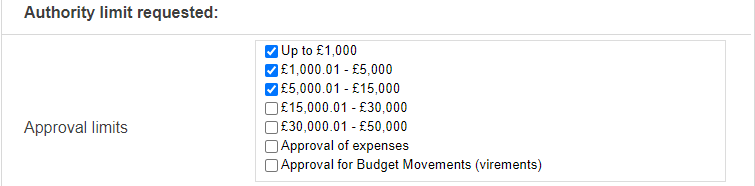 Authority limit requested:
Up to £1,000
£1,000.01 - £5,000
£5,000.01 - £15,000
£15,000.01 - £30,000
Approval limits
£30,000.01 - £50,000
Approval of expenses
Approval for Budget Movements (virements)